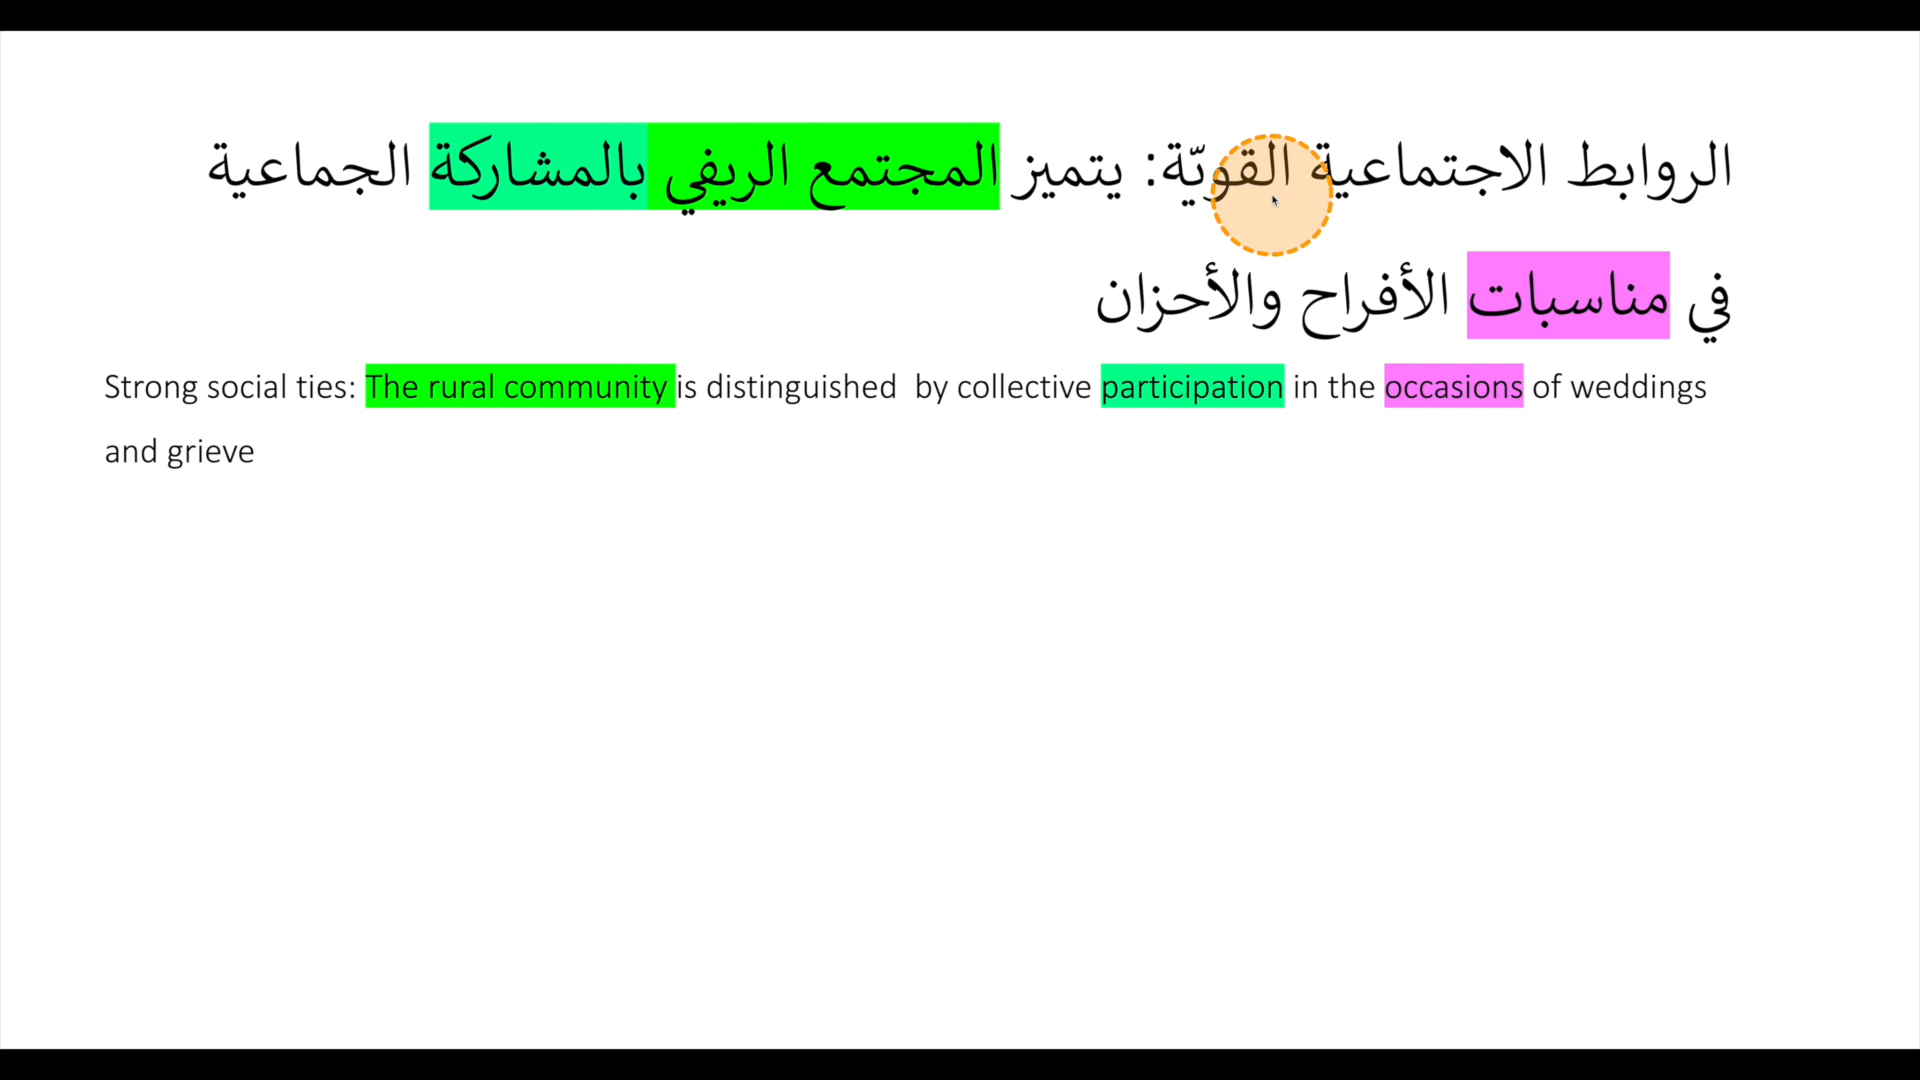 الروابط الاجتماعية القويّة: يتميز المجتمع الريفي بالمشاركة الجماعية
في مناسبات الأفراح والأحزان
Strong social ties: The rural community is distinguished  by collective participation in the occasions of weddings
and grieve